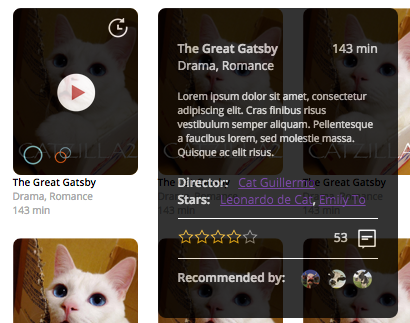 The Great Gatsby
143 min
Drama, Romance
Lorem ipsum dolor sit amet, consectetur
adipiscing elit. Cras finibus risus
vestibulum semper aliquam. Pellentesque
a faucibus lorem, sed molestie massa.
Quisque ac elit risus.
CATZILLA2
The Great Gatsby
Drama, Romance
143 min
Director: Cat Guillermo
Stars: Leonardo de Cat, Emliy To
53
Recommended by: